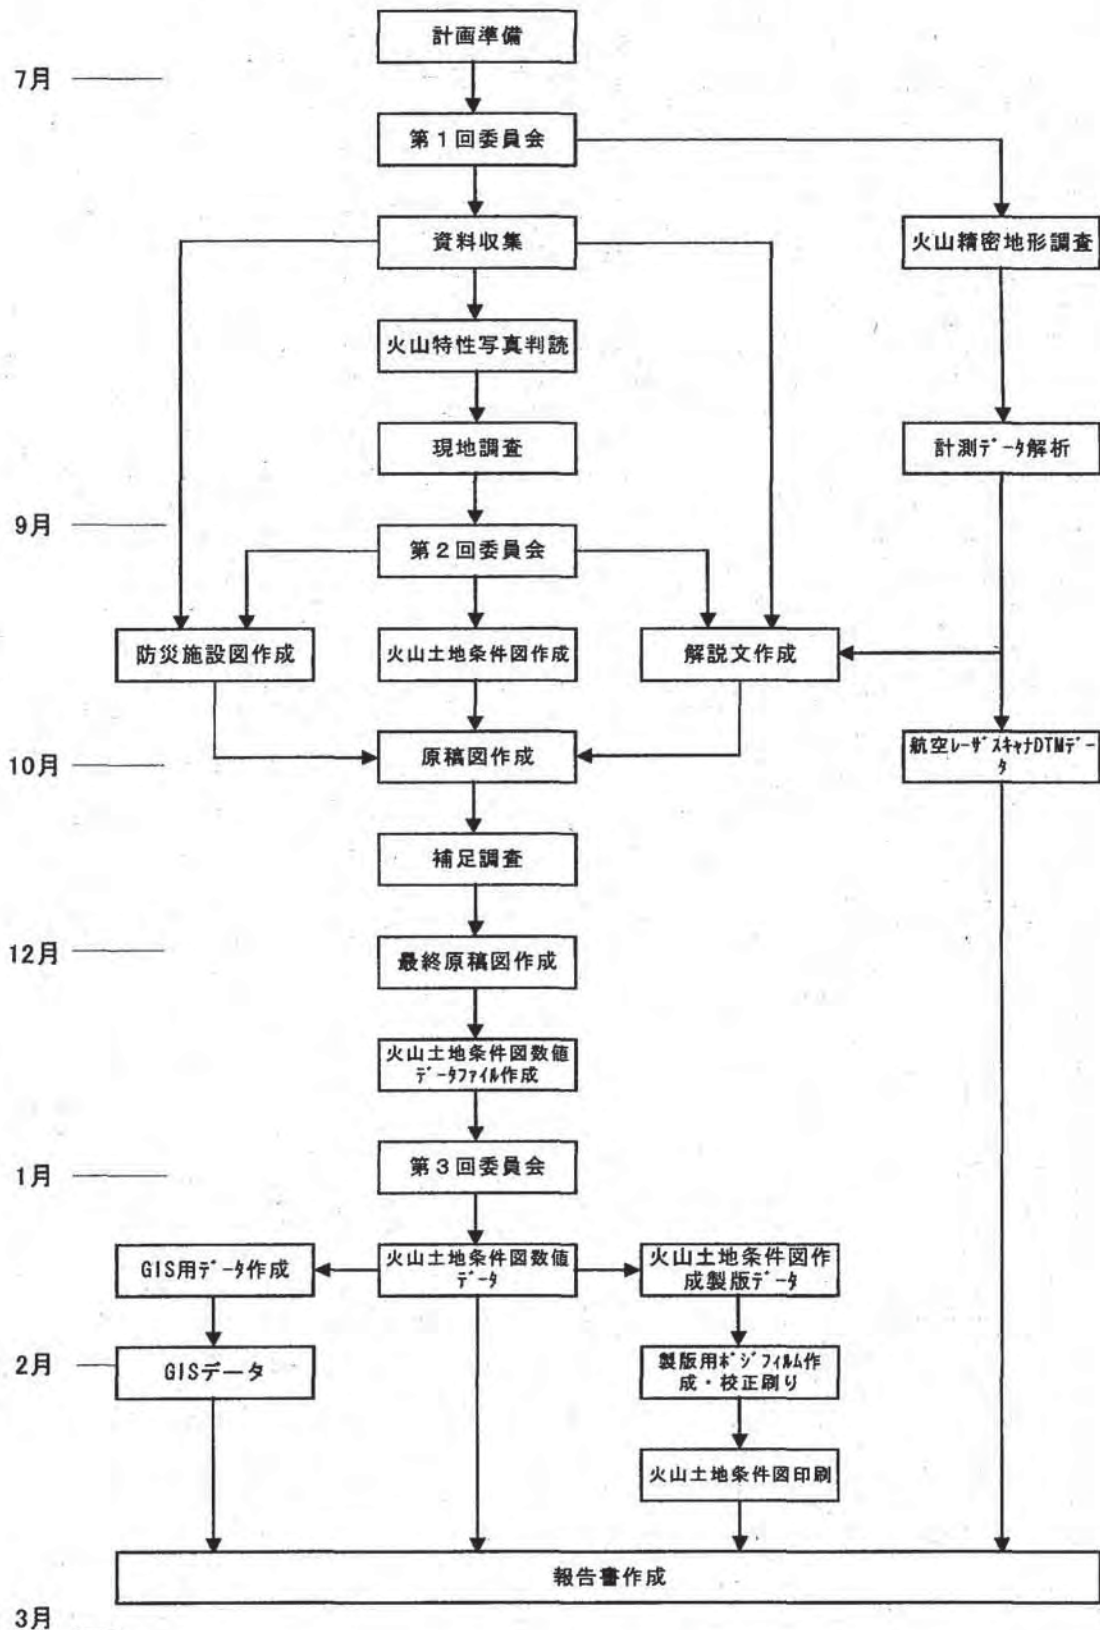 計画準備
7月
第1回委員会
資料収集
火山精密地形調査
火山特性写真判読
現地調査
計測ﾃﾞｰﾀ解析
9月
第2回委員会
防災施設図作成
火山土地条件図作成
解説文作成
原稿図作成
航空ﾚｰｻﾞｽｷｬﾅDTMﾃﾞｰ
ﾀ
10月
補足調査
12月
最終原稿図作成
火山土地条件図数値
ﾃﾞｰﾀﾌｧｲﾙ作成
第3回委員会
1月
GIS用ﾃﾞｰﾀ作成
火山土地条件図数値
ﾃﾞｰﾀ
火山土地条件図作
成製版ﾃﾞｰﾀ
2月
GISデータ
製版用ﾎﾟｼﾞﾌｨﾙﾑ作
成・校正刷り
火山土地条件図印刷
報告書作成
3月